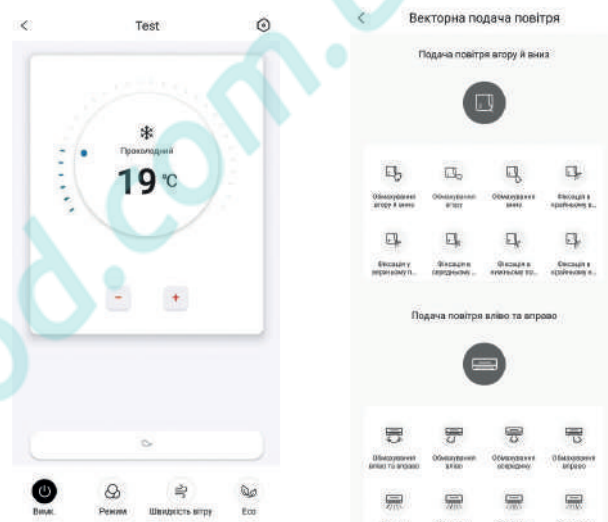 Test
Прохолодний
19 °C
−
+
Вимк.
Режим
Швидкість вітру
Eco
Векторна подача повітря
Подача повітря вгору й вниз
Обмахування вгору й вниз
Обмахування вгору
Обмахування вниз
Фіксація в крайньому в...
Фіксація у верхньому п...
Фіксація в середньому ...
Фіксація в нижньому по...
Фіксація в крайньому н...
Подача повітря вліво та вправо
Обмахування вліво та вправо
Обмахування вліво
Обмахування всередину
Обмахування вправо